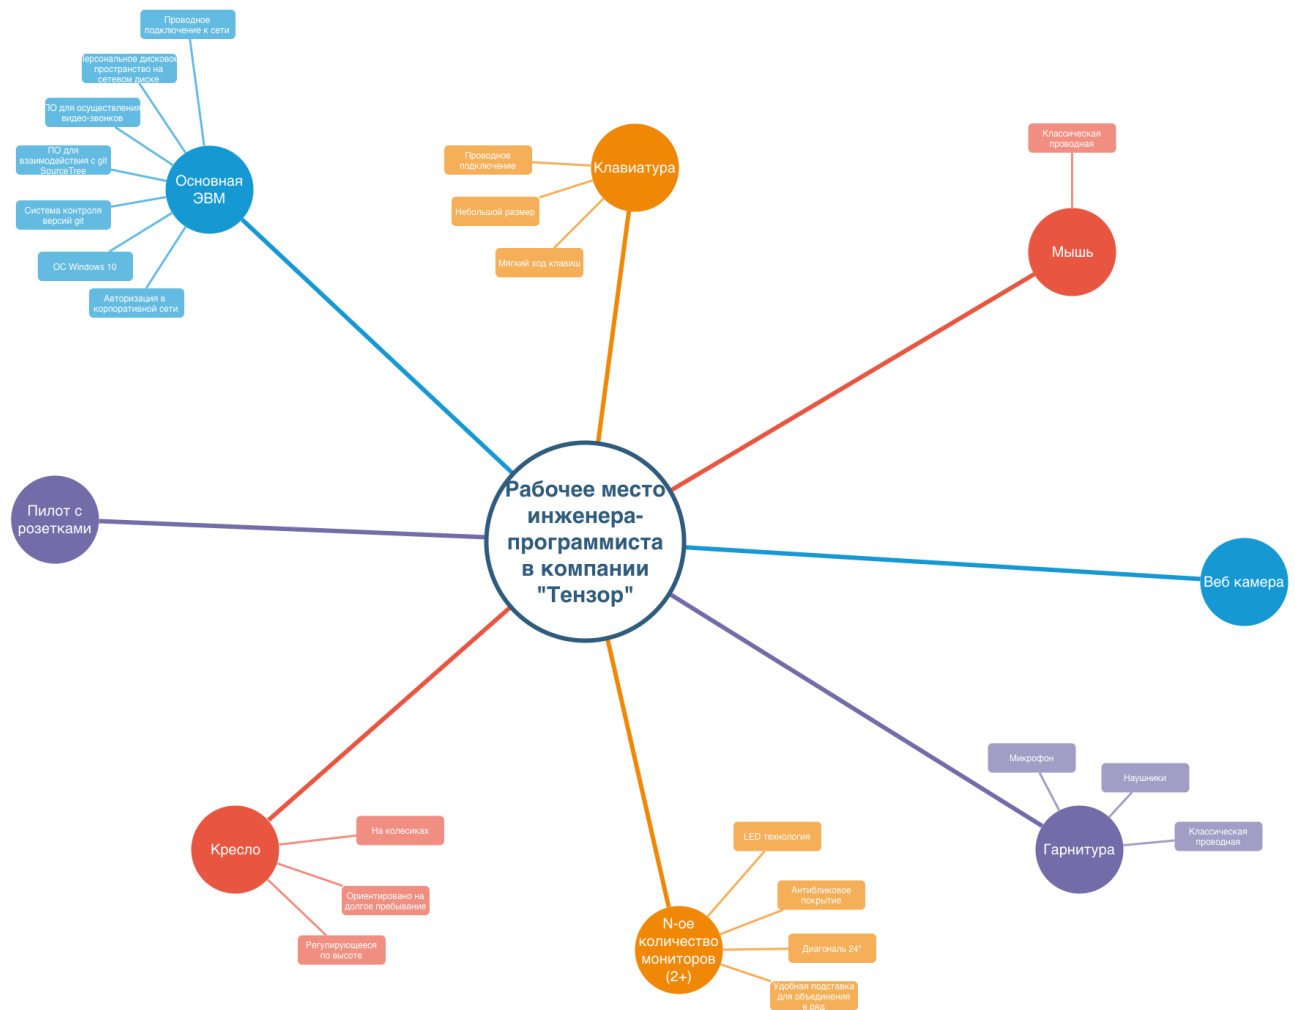 Проводное
подключение к сети
Персональное дисковое
пространство на
сетевом диске
ПО для осуществления
видео-звонков
ПО для
взаимодействия с git
SourceTree
Система контроля
версий git
ОС Windows 10
Авторизация в
корпоративной сети
Основная
ЭВМ
Проводное
подключение
Небольшой размер
Мягкий ход клавиш
Клавиатура
Классическая
проводная
Мышь
Пилот с
розетками
Рабочее место
инженера-
программиста
в компании
"Тензор"
Веб камера
Кресло
На колесиках
Ориентировано на
долгое пребывание
Регулирующееся
по высоте
N-ое
количество
мониторов
(2+)
LED технология
Антибликовое
покрытие
Диагональ 24"
Удобная подставка
для объединения
в ряд
Микрофон
Наушники
Классическая
проводная
Гарнитура